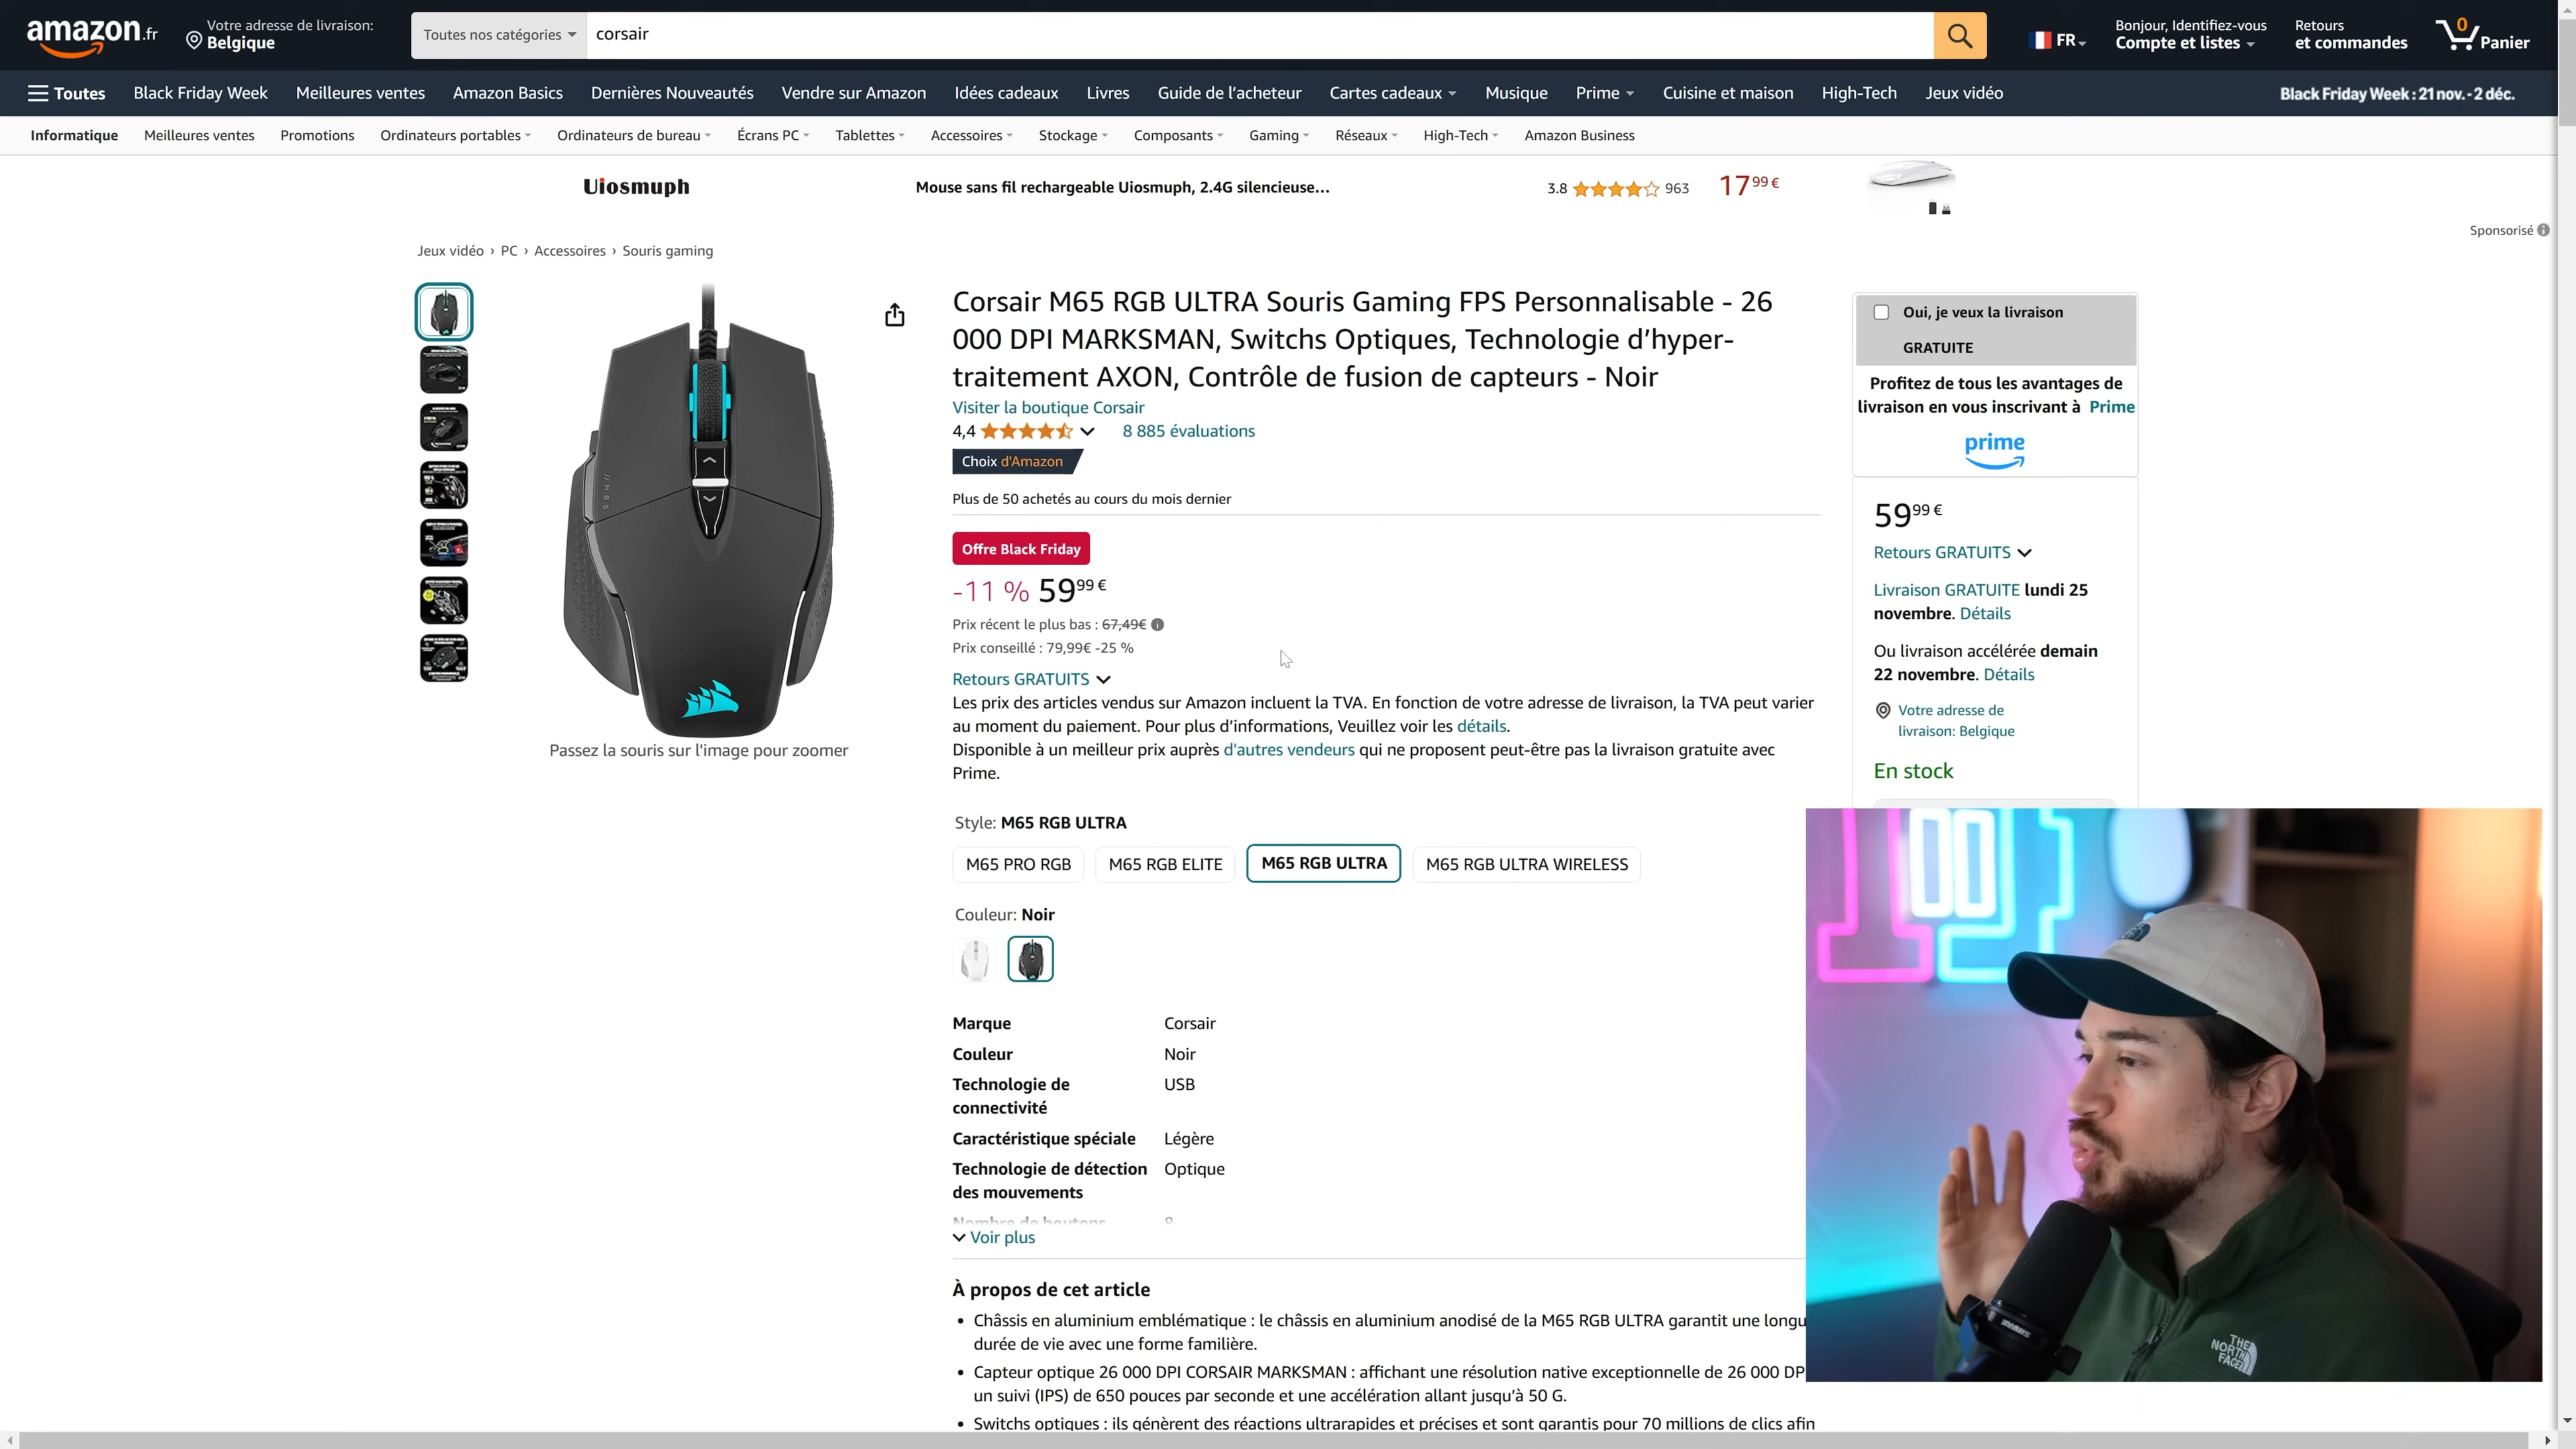 amazon.fr
Votre adresse de livraison:
Belgique
Toutes nos catégories
corsair
FR
Bonjour, Identifiez-vous
Compte et listes
Retours
et commandes
0
Panier
Toutes
Black Friday Week
Meilleures ventes
Amazon Basics
Dernières Nouveautés
Vendre sur Amazon
Idées cadeaux
Livres
Guide de l'acheteur
Cartes cadeaux
Musique
Prime
Cuisine et maison
High-Tech
Jeux vidéo
Black Friday Week : 21 nov. - 2 déc.
Informatique
Meilleures ventes
Promotions
Ordinateurs portables
Ordinateurs de bureau
Écrans PC
Tablettes
Accessoires
Stockage
Composants
Gaming
Réseaux
High-Tech
Amazon Business
Uiosmuph
Mouse sans fil rechargeable Uiosmuph, 2.4G silencieuse...
3.8
963
17 99 €
Sponsorisé
Jeux vidéo › PC › Accessoires › Souris gaming
Passez la souris sur l'image pour zoomer
Corsair M65 RGB ULTRA Souris Gaming FPS Personnalisable - 26
000 DPI MARKSMAN, Switchs Optiques, Technologie d’hyper-
traitement AXON, Contrôle de fusion de capteurs - Noir
Visiter la boutique Corsair
4,4
8 885 évaluations
Choix d'Amazon
Plus de 50 achetés au cours du mois dernier
Offre Black Friday
-11 % 59 99 €
Prix récent le plus bas : 67,49€
Prix conseillé : 79,99€ -25 %
Retours GRATUITS
Les prix des articles vendus sur Amazon incluent la TVA. En fonction de votre adresse de livraison, la TVA peut varier
au moment du paiement. Pour plus d’informations, Veuillez voir les détails.
Disponible à un meilleur prix auprès d'autres vendeurs qui ne proposent peut-être pas la livraison gratuite avec
Prime.
Style: M65 RGB ULTRA
M65 PRO RGB
M65 RGB ELITE
M65 RGB ULTRA
M65 RGB ULTRA WIRELESS
Couleur: Noir
Marque Corsair
Couleur Noir
Technologie de USB
connectivité
Caractéristique spéciale Légère
Technologie de détection Optique
des mouvements
Nombre de boutons 8
Voir plus
À propos de cet article
Châssis en aluminium emblématique : le châssis en aluminium anodisé de la M65 RGB ULTRA garantit une longu
durée de vie avec une forme familière.
Capteur optique 26 000 DPI CORSAIR MARKSMAN : affichant une résolution native exceptionnelle de 26 000 DP
un suivi (IPS) de 650 pouces par seconde et une accélération allant jusqu’à 50 G.
Switchs optiques : ils génèrent des réactions ultrarapides et précises et sont garantis pour 70 millions de clics afin
Oui, je veux la livraison
GRATUITE
Profitez de tous les avantages de
livraison en vous inscrivant à Prime
prime
59 99 €
Retours GRATUITS
Livraison GRATUITE lundi 25
novembre. Détails
Ou livraison accélérée demain
22 novembre. Détails
Votre adresse de
livraison: Belgique
En stock
THE
NORTH
FACE